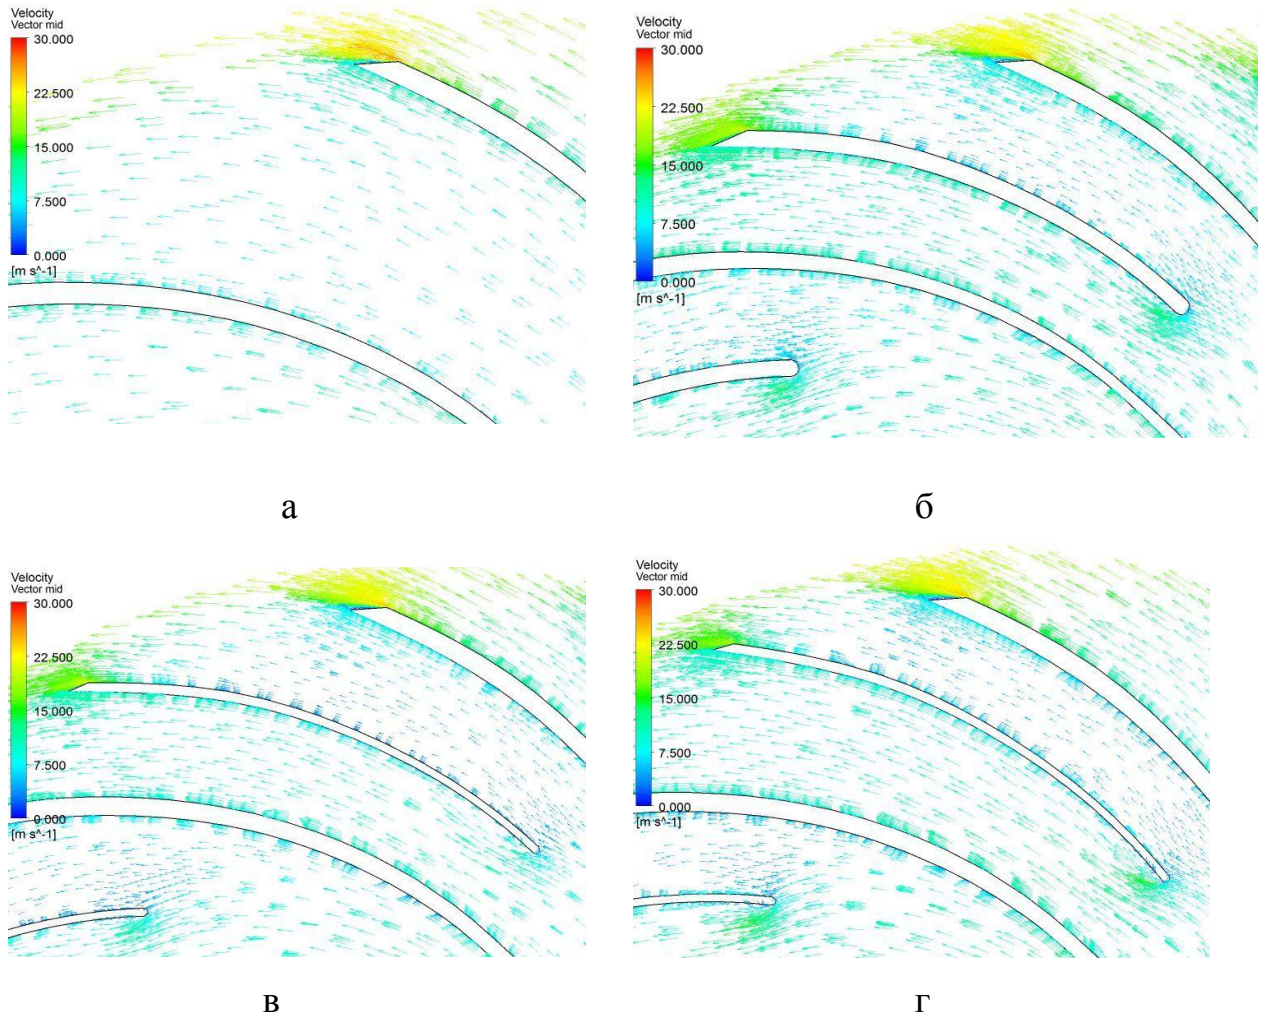 Velocity
Vector mid
30.000
22.500
15.000
7.500
0.000
[m s^-1]
а
Velocity
Vector mid
30.000
22.500
15.000
7.500
0.000
[m s^-1]
б
Velocity
Vector mid
30.000
22.500
15.000
7.500
0.000
[m s^-1]
в
Velocity
Vector mid
30.000
22.500
15.000
7.500
0.000
[m s^-1]
г